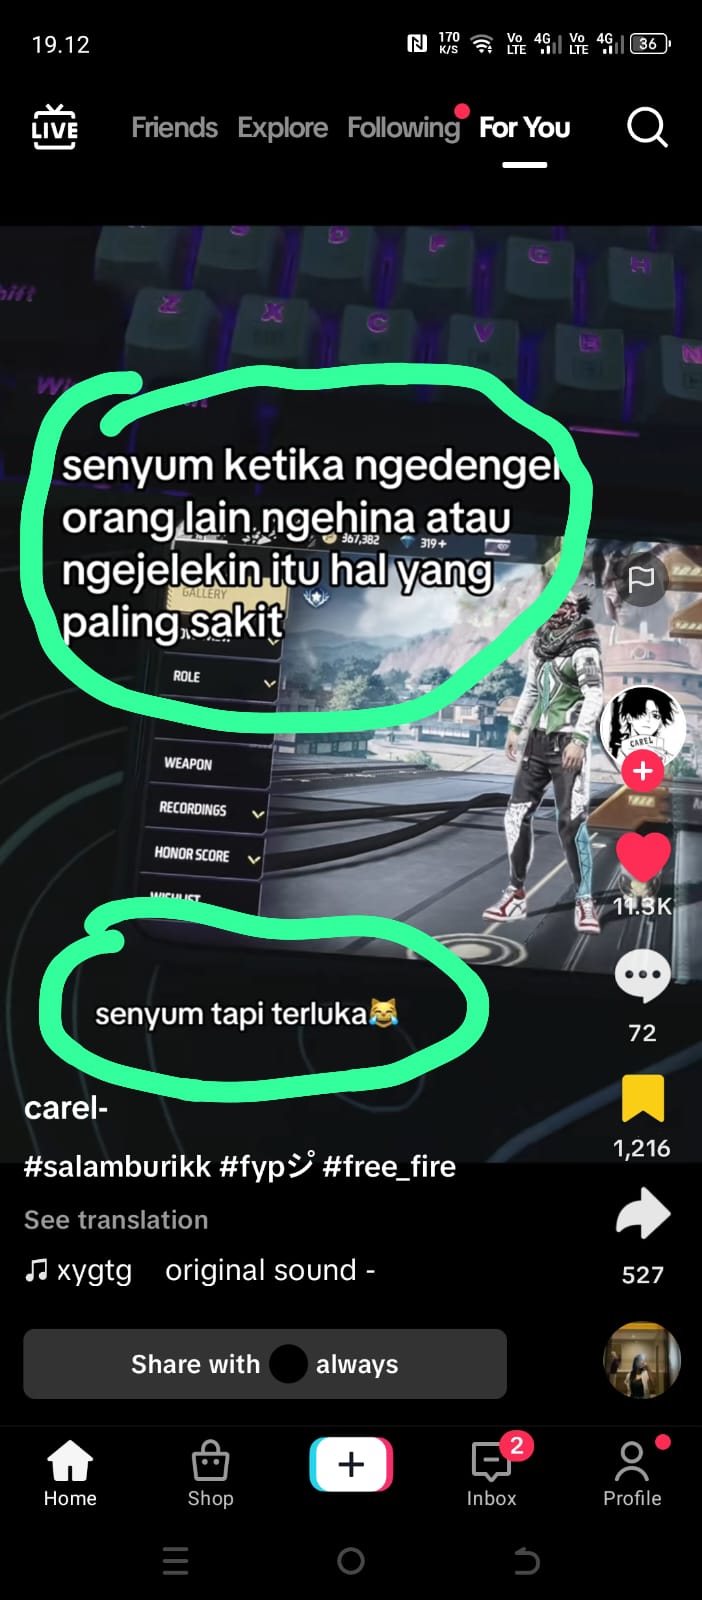 19.12
170
K/S
Vo
LTE
4G
Vo
LTE
4G
36
LIVE
Friends Explore Following For You
S D F G H
hift
Z X C V B N
senyum ketika ngedenger
orang lain ngehina atau
367,382 319+
ngejelekin itu hal yang
GALLERY
paling sakit
ROLE
WEAPON
RECORDINGS
HONOR SCORE
WISHLIST
CAREL
11.3K
senyum tapi terluka😹
72
carel-
1,216
#salamburikk #fypシ #free_fire
See translation
xygtg original sound -
527
Share with always
2
Home Shop Inbox Profile